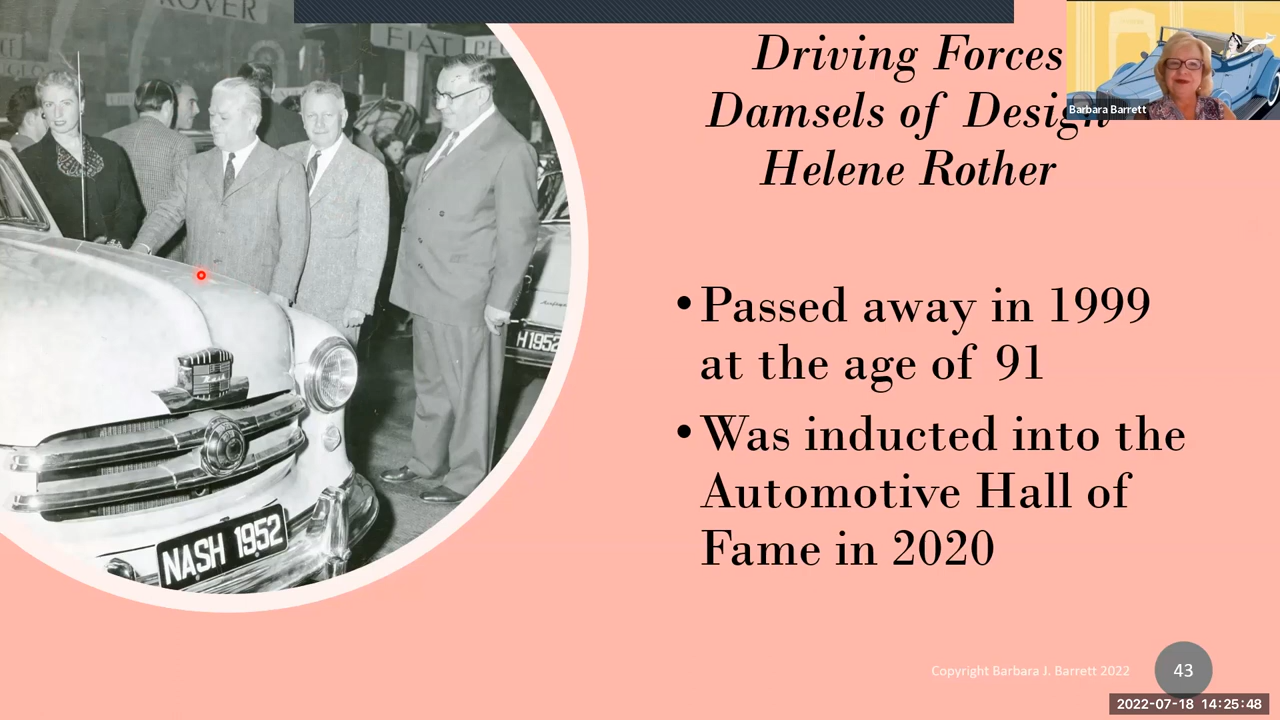 ROVER
FIAT
Driving Forces
Damsels of Design
Helene Rother
Barbara Barrett
• Passed away in 1999
at the age of 91
• Was inducted into the
Automotive Hall of
Fame in 2020
H1952
Nash
NASH 1952
Copyright Barbara J. Barrett 2022
43
2022-07-18 14:25:48